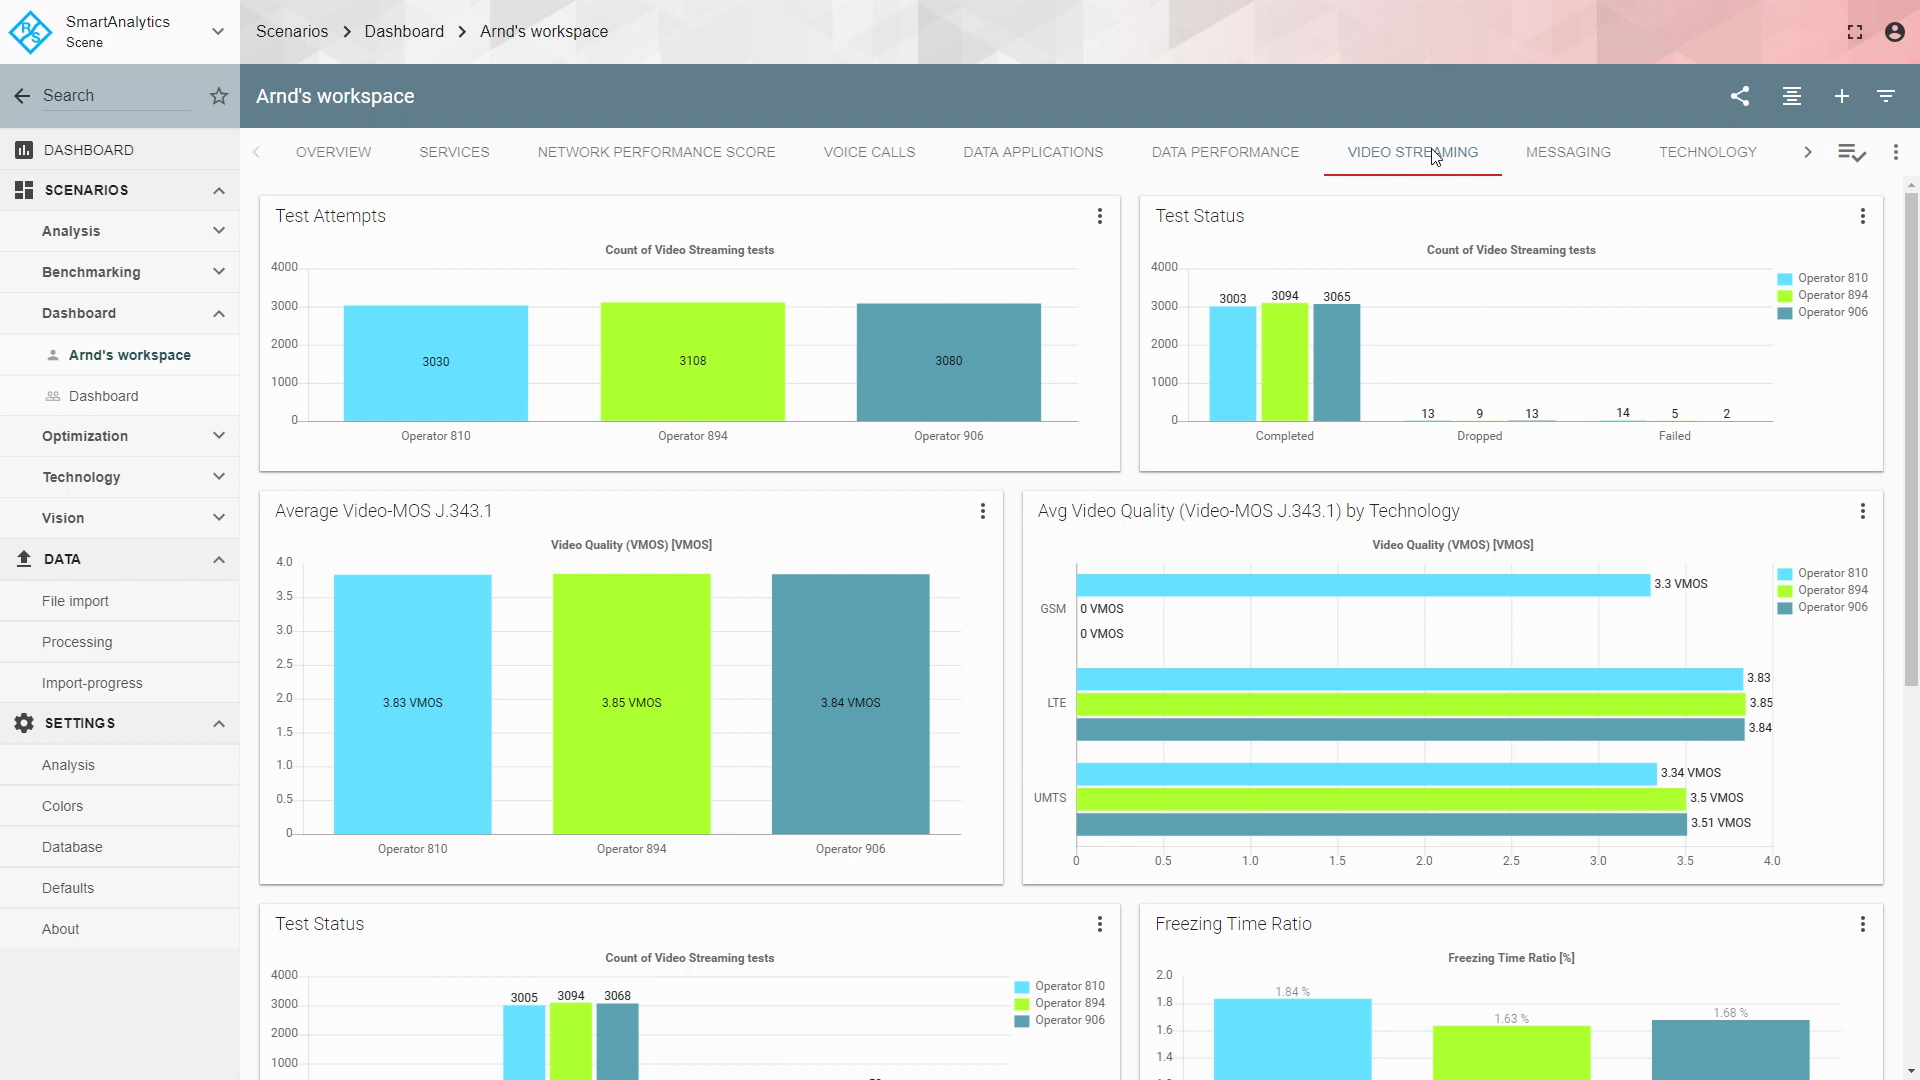 SmartAnalytics
Scene
Scenarios > Dashboard > Arnd's workspace
Search
Arnd's workspace
DASHBOARD
SCENARIOS
Analysis
Benchmarking
Dashboard
Arnd's workspace
Dashboard
Optimization
Technology
Vision
DATA
File import
Processing
Import-progress
SETTINGS
Analysis
Colors
Database
Defaults
About
OVERVIEW SERVICES NETWORK PERFORMANCE SCORE VOICE CALLS DATA APPLICATIONS DATA PERFORMANCE VIDEO STREAMING MESSAGING TECHNOLOGY
Test Attempts
Count of Video Streaming tests
4000
3000
2000
1000
0
3030 3108 3080
Operator 810 Operator 894 Operator 906
Test Status
Count of Video Streaming tests
4000
3000
2000
1000
0
3003 3094 3065
13 9 13
14 5 2
Completed Dropped Failed
Operator 810
Operator 894
Operator 906
Average Video-MOS J.343.1
Video Quality (VMOS) [VMOS]
4.0
3.5
3.0
2.5
2.0
1.5
1.0
0.5
0
3.83 VMOS 3.85 VMOS 3.84 VMOS
Operator 810 Operator 894 Operator 906
Avg Video Quality (Video-MOS J.343.1) by Technology
Video Quality (VMOS) [VMOS]
GSM
3.3 VMOS
0 VMOS
0 VMOS
LTE
3.83
3.85
3.84
UMTS
3.34 VMOS
3.5 VMOS
3.51 VMOS
0 0.5 1.0 1.5 2.0 2.5 3.0 3.5 4.0
Operator 810
Operator 894
Operator 906
Test Status
Count of Video Streaming tests
4000
3000
2000
1000
3005 3094 3068
Operator 810
Operator 894
Operator 906
Freezing Time Ratio
Freezing Time Ratio [%]
2.0
1.8
1.6
1.4
1.84 %
1.63 %
1.68 %